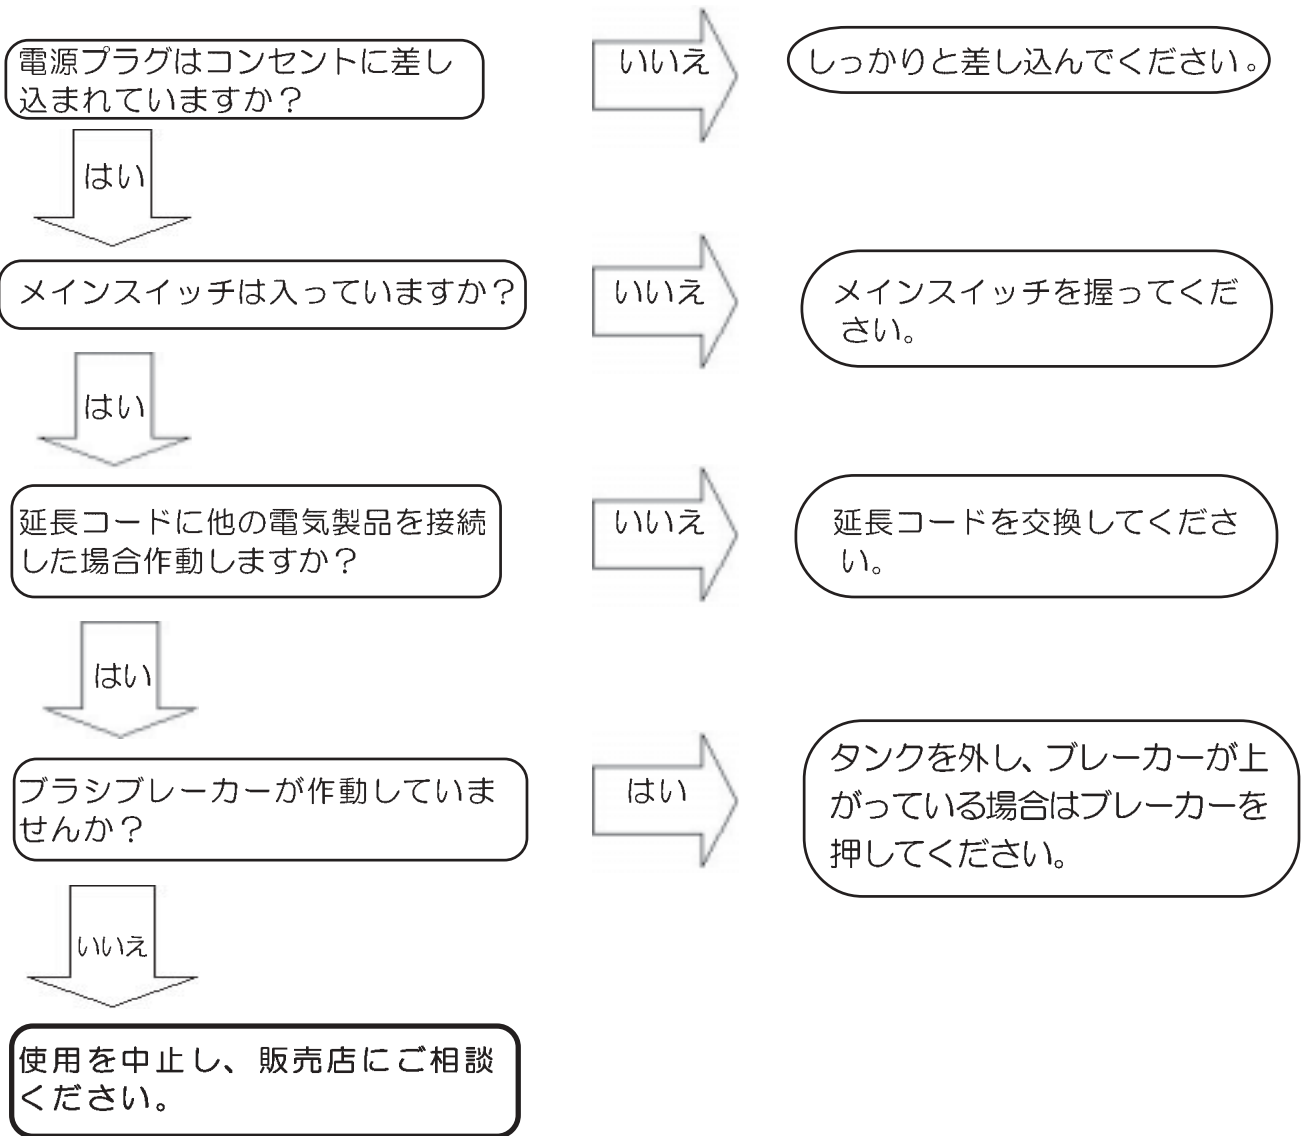 電源プラグはコンセントに差し
込まれていますか？
いいえ
しっかりと差し込んでください。
はい
メインスイッチは入っていますか？
いいえ
メインスイッチを握ってくだ
さい。
はい
延長コードに他の電気製品を接続
した場合作動しますか？
いいえ
延長コードを交換してくださ
い。
はい
ブラシブレーカーが作動していま
せんか？
はい
タンクを外し、ブレーカーが上
がっている場合はブレーカーを
押してください。
いいえ
使用を中止し、販売店にご相談
ください。